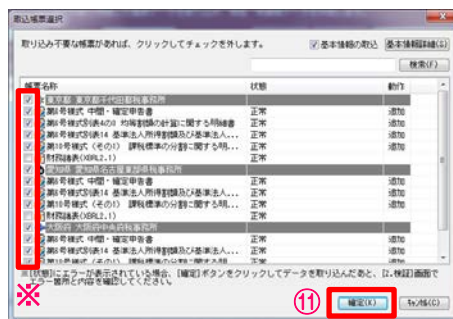 取込帳票選択
取り込み不要な帳票があれば、クリックしてチェックを外します。
基本情報の取込 基本情報詳細(S)
検索(F)
帳票名称 状態 動作
東京都 東京都千代田都税事務所
第6号様式 中間・確定申告書 正常 追加
第6号様式別表4の3 均等割額の計算に関する明細書 正常 追加
第6号様式別表14 基準法人所得割額及び基準法人... 正常 追加
第10号様式 (その1) 課税標準の分割に関する明... 正常 追加
財務諸表(XBRL2.1) 正常
愛知県 愛知県名古屋東部県税事務所
第6号様式 中間・確定申告書 正常 追加
第6号様式別表14 基準法人所得割額及び基準法人... 正常 追加
第10号様式 (その1) 課税標準の分割に関する明... 正常 追加
財務諸表(XBRL2.1) 正常
大阪府 大阪府中央府税事務所
第6号様式 中間・確定申告書 正常 追加
第6号様式別表14 基準法人所得割額及び基準法人... 正常 追加
第10号様式 (その1) 課税標準の分割に関する明... 正常 追加
※[状態]にエラーが表示されている場合、[確定]ボタンをクリックしてデータを取り込んだあと、[2.検証]画面で
エラー箇所と内容を確認してください。
※
⑪ 確定(X) キャンセル(C)